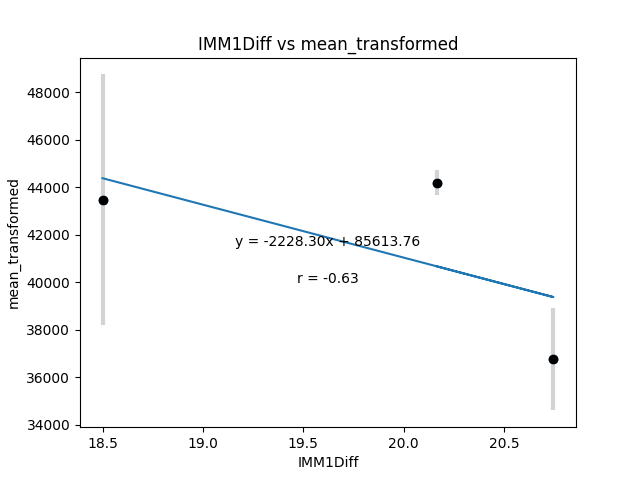 IMM1Diff vs mean_transformed
mean_transformed
48000
46000
44000
42000
40000
38000
36000
34000
y = -2228.30x + 85613.76
r = -0.63
18.5 19.0 19.5 20.0 20.5
IMM1Diff